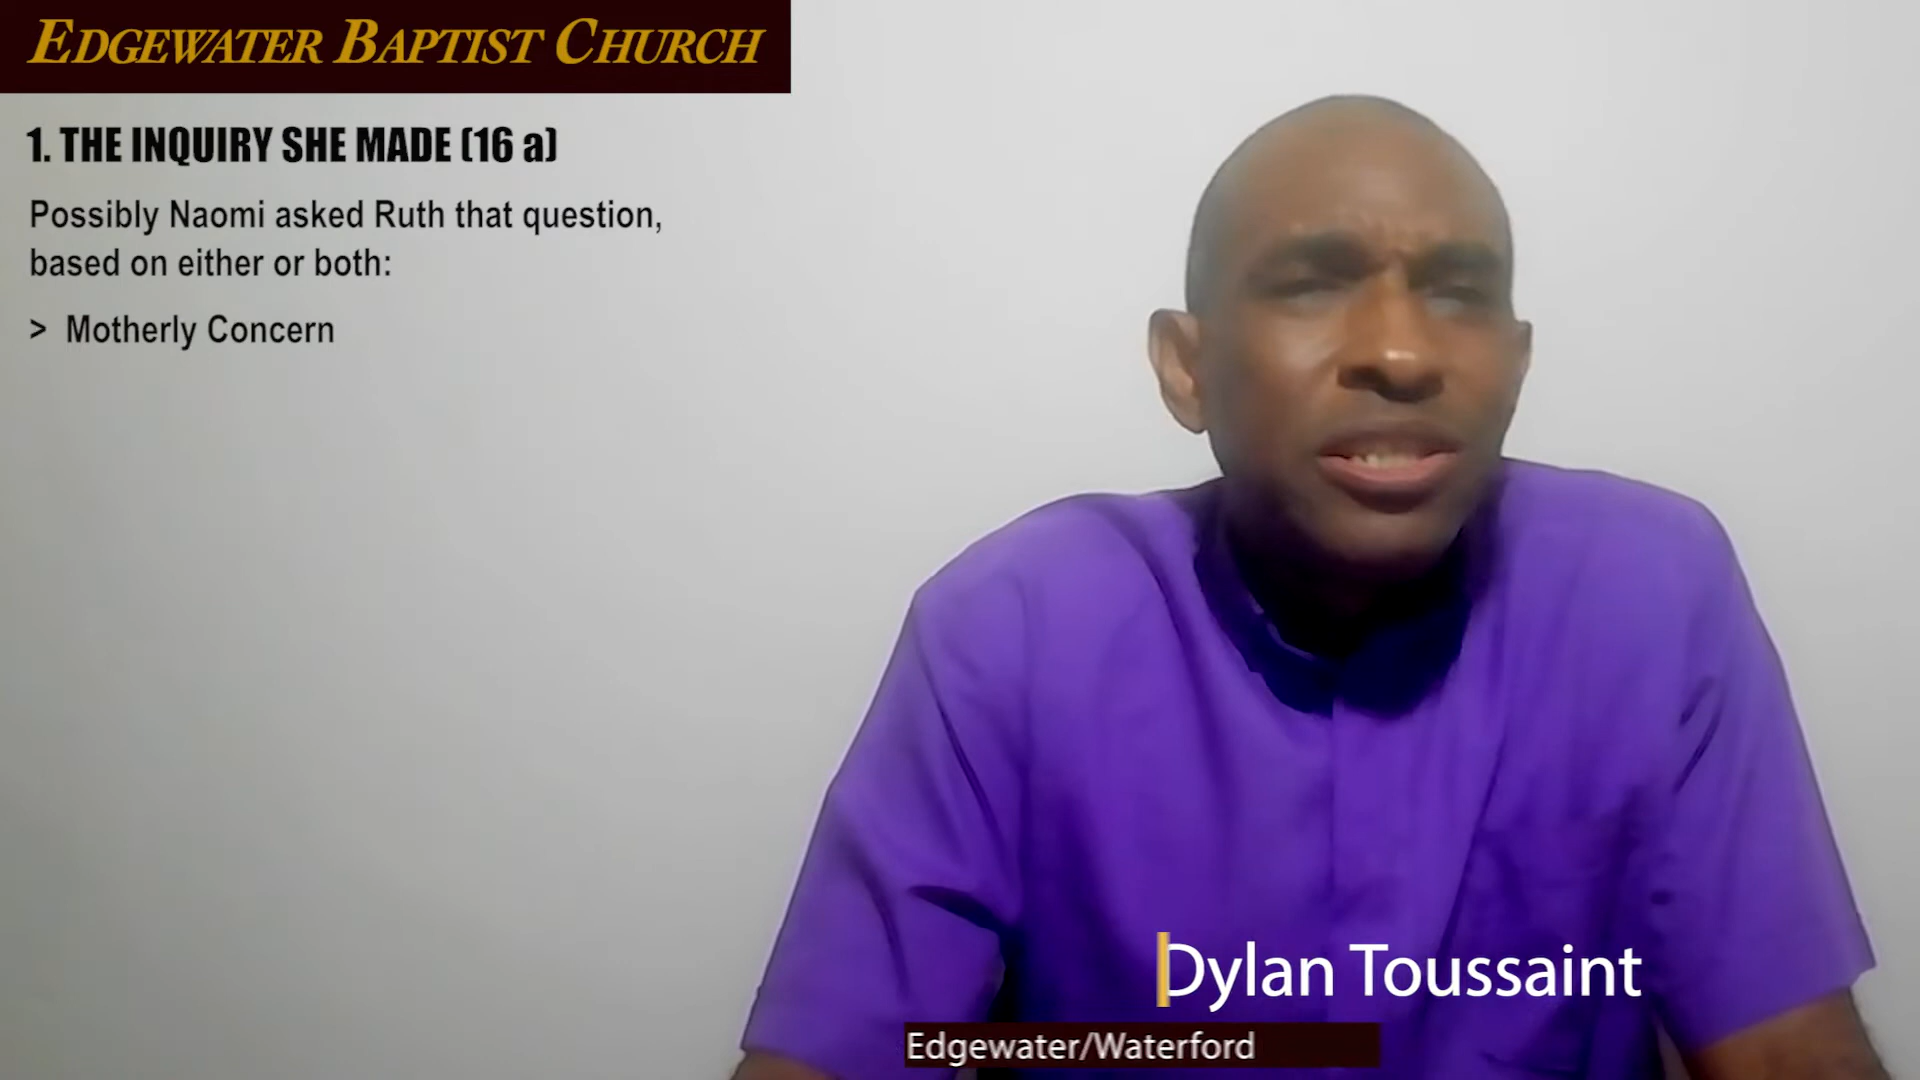 EDGEWATER BAPTIST CHURCH
1. THE INQUIRY SHE MADE (16 a)
Possibly Naomi asked Ruth that question,
based on either or both:
> Motherly Concern
Dylan Toussaint
Edgewater/Waterford